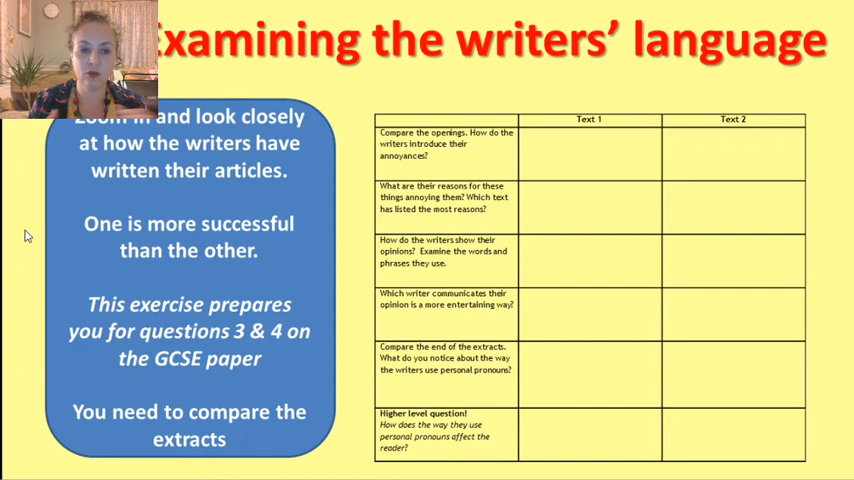 Examining the writers' language
Zoom in and look closely
at how the writers have
written their articles.
One is more successful
than the other.
This exercise prepares
you for questions 3 & 4 on
the GCSE paper
You need to compare the
extracts
Text 1
Text 2
Compare the openings. How do the
writers introduce their
annoyances?
What are their reasons for these
things annoying them? Which text
has listed the most reasons?
How do the writers show their
opinions? Examine the words and
phrases they use.
Which writer communicates their
opinion is a more entertaining way?
Compare the end of the extracts.
What do you notice about the way
the writers use personal pronouns?
Higher level question!
How does the way they use
personal pronouns affect the
reader?